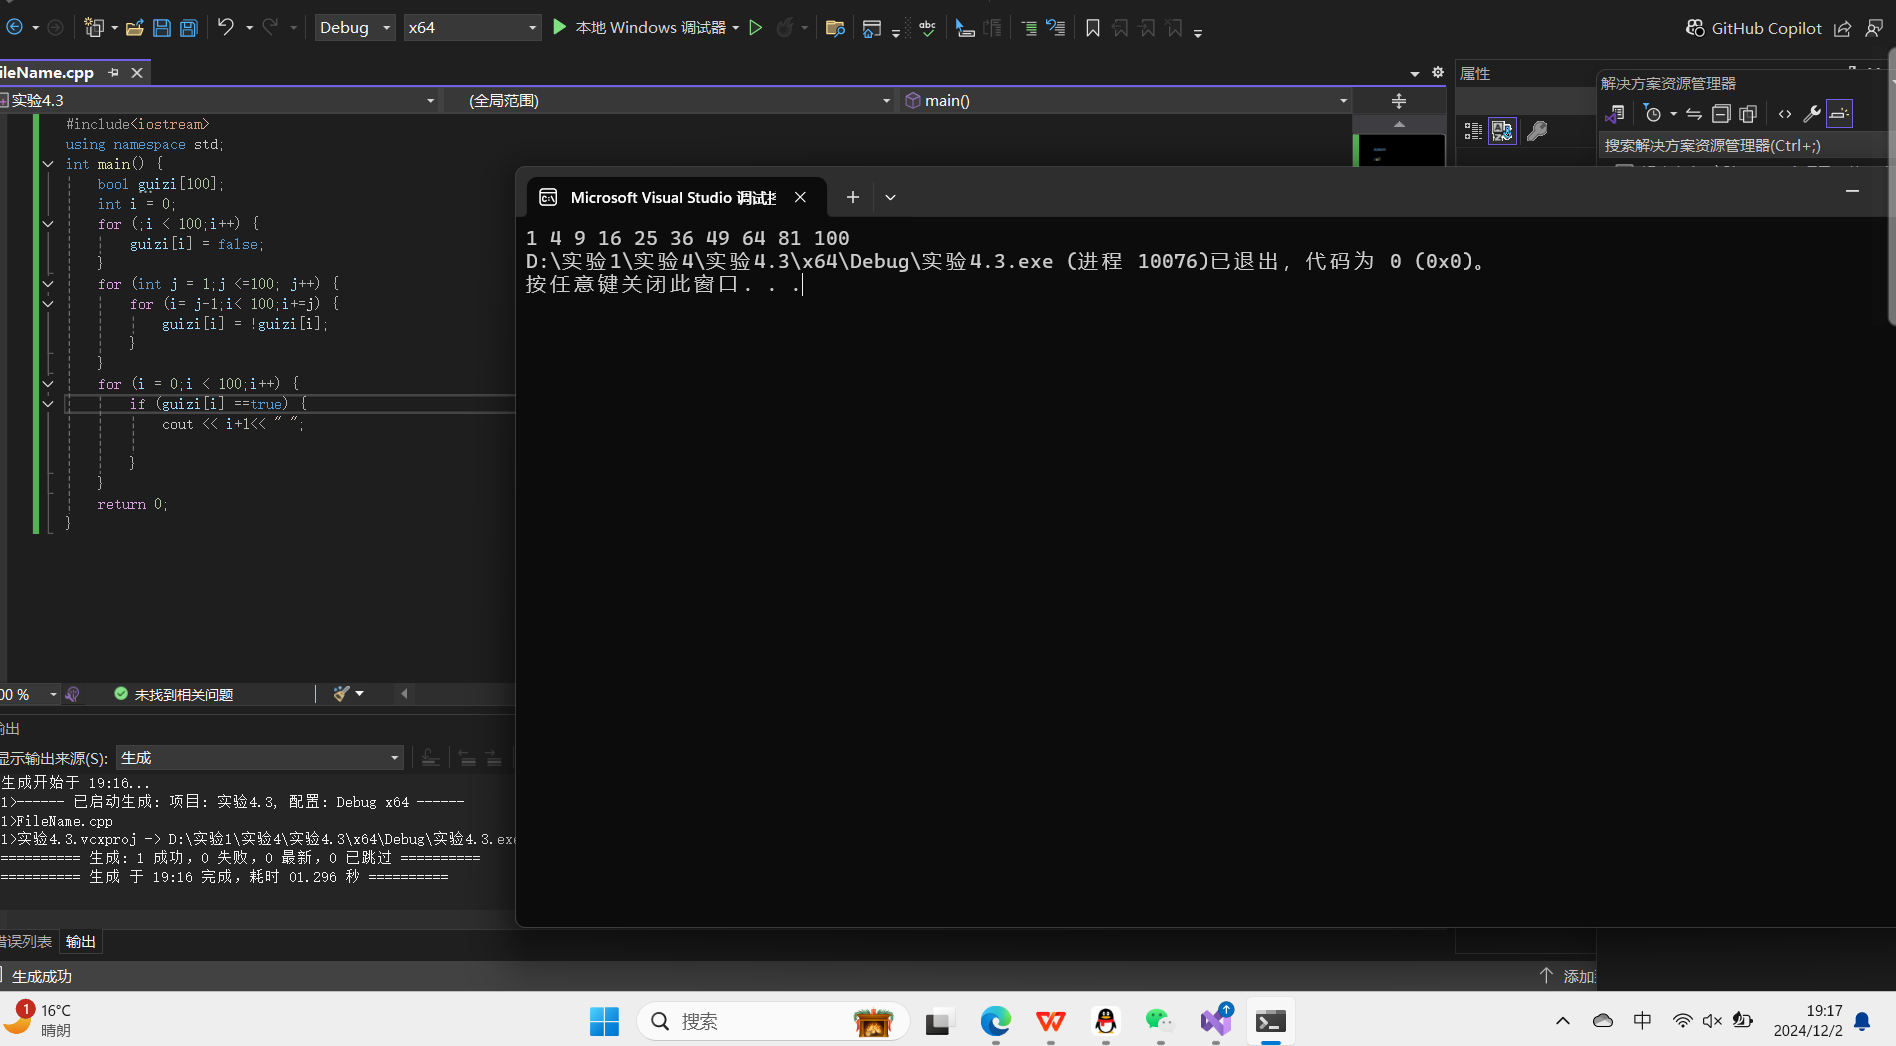 Debug
x64
本地 Windows 调试器
GitHub Copilot
ileName.cpp
属性
解决方案资源管理器
实验4.3
(全局范围)
main()
搜索解决方案资源管理器(Ctrl+;)
#include<iostream>
using namespace std;
int main() {
bool guizi[100];
int i = 0;
for (;i < 100;i++) {
guizi[i] = false;
}
for (int j = 1;j <=100; j++) {
for (i= j-1;i< 100;i+=j) {
guizi[i] = !guizi[i];
}
}
for (i = 0;i < 100;i++) {
if (guizi[i] ==true) {
cout << i+1<< " ";
}
}
return 0;
}
Microsoft Visual Studio 调试
1 4 9 16 25 36 49 64 81 100
D:\实验1\实验4\实验4.3\x64\Debug\实验4.3.exe (进程 10076)已退出，代码为 0 (0x0)。
按任意键关闭此窗口. . .
00 %
未找到相关问题
输出
显示输出来源(S):
生成
生成开始于 19:16...
1>------ 已启动生成: 项目: 实验4.3, 配置: Debug x64 ------
1>FileName.cpp
1>实验4.3.vcxproj -> D:\实验1\实验4\实验4.3\x64\Debug\实验4.3.exe
========== 生成: 1 成功，0 失败，0 最新，0 已跳过 ==========
========== 生成 于 19:16 完成，耗时 01.296 秒 ==========
错误列表
输出
生成成功
添加
1
16°C
晴朗
搜索
中
19:17
2024/12/2